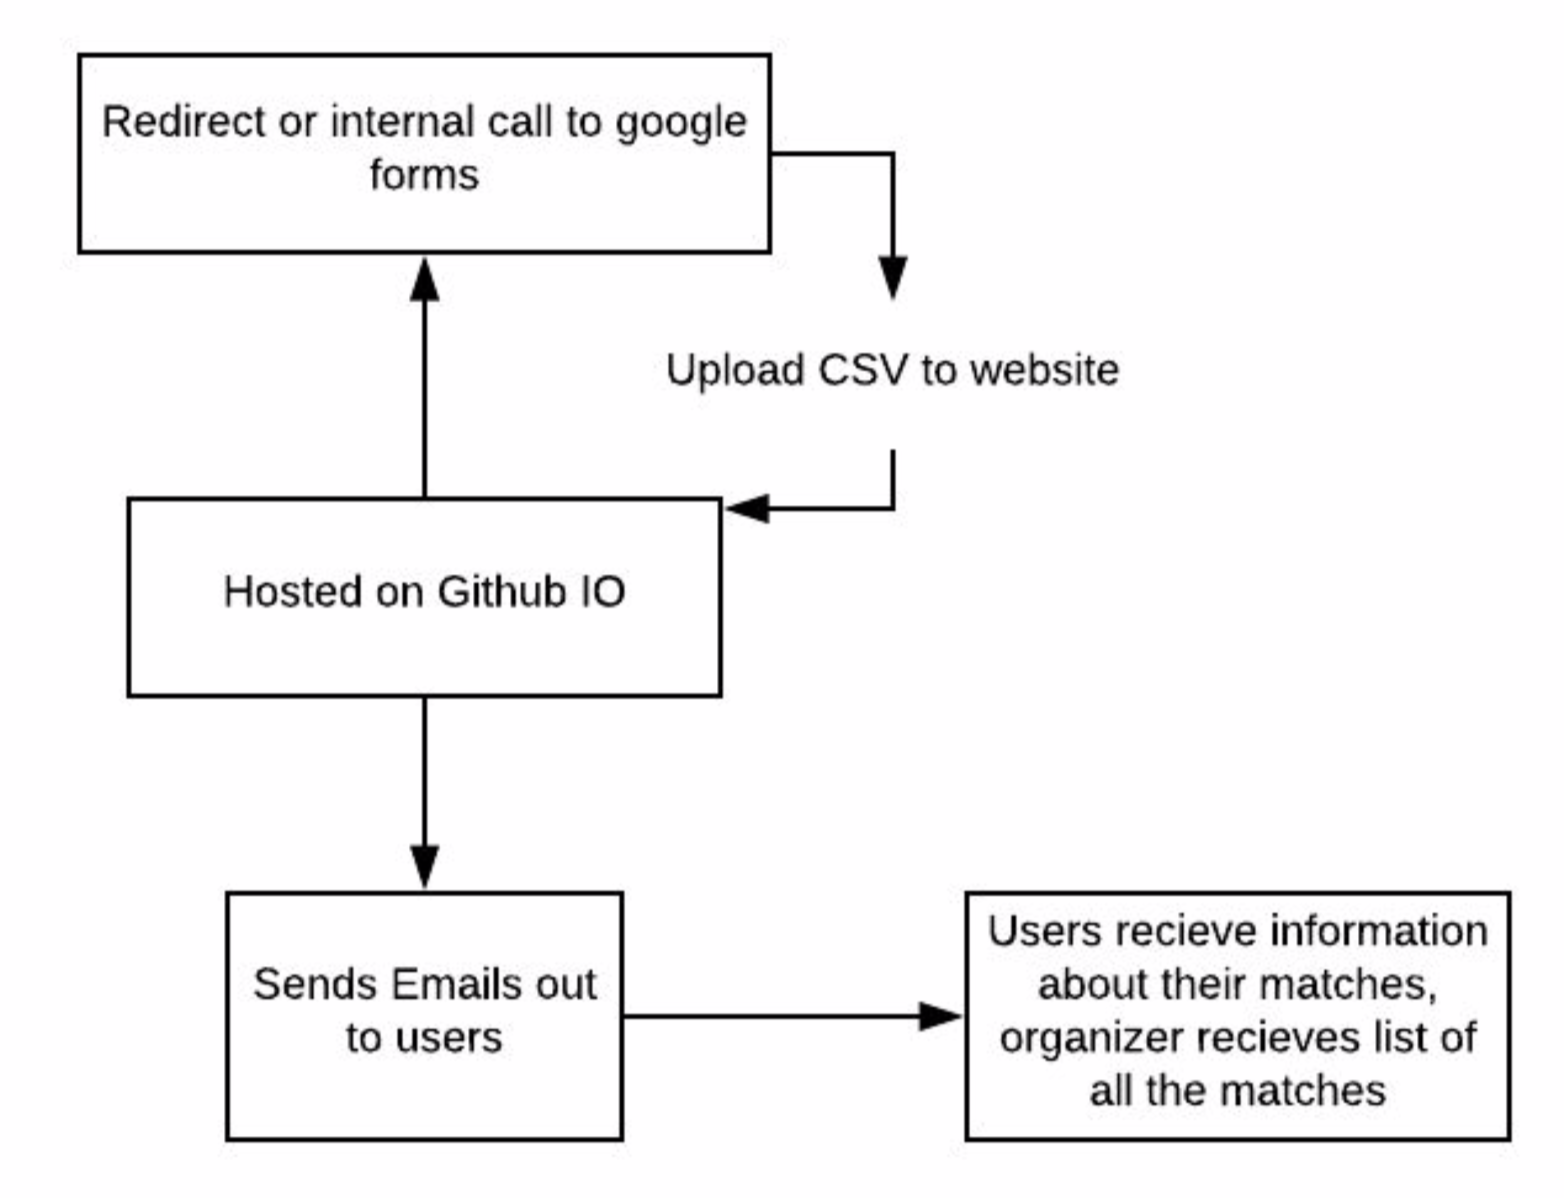 Redirect or internal call to google
forms
Upload CSV to website
Hosted on Github IO
Sends Emails out
to users
Users recieve information
about their matches,
organizer recieves list of
all the matches